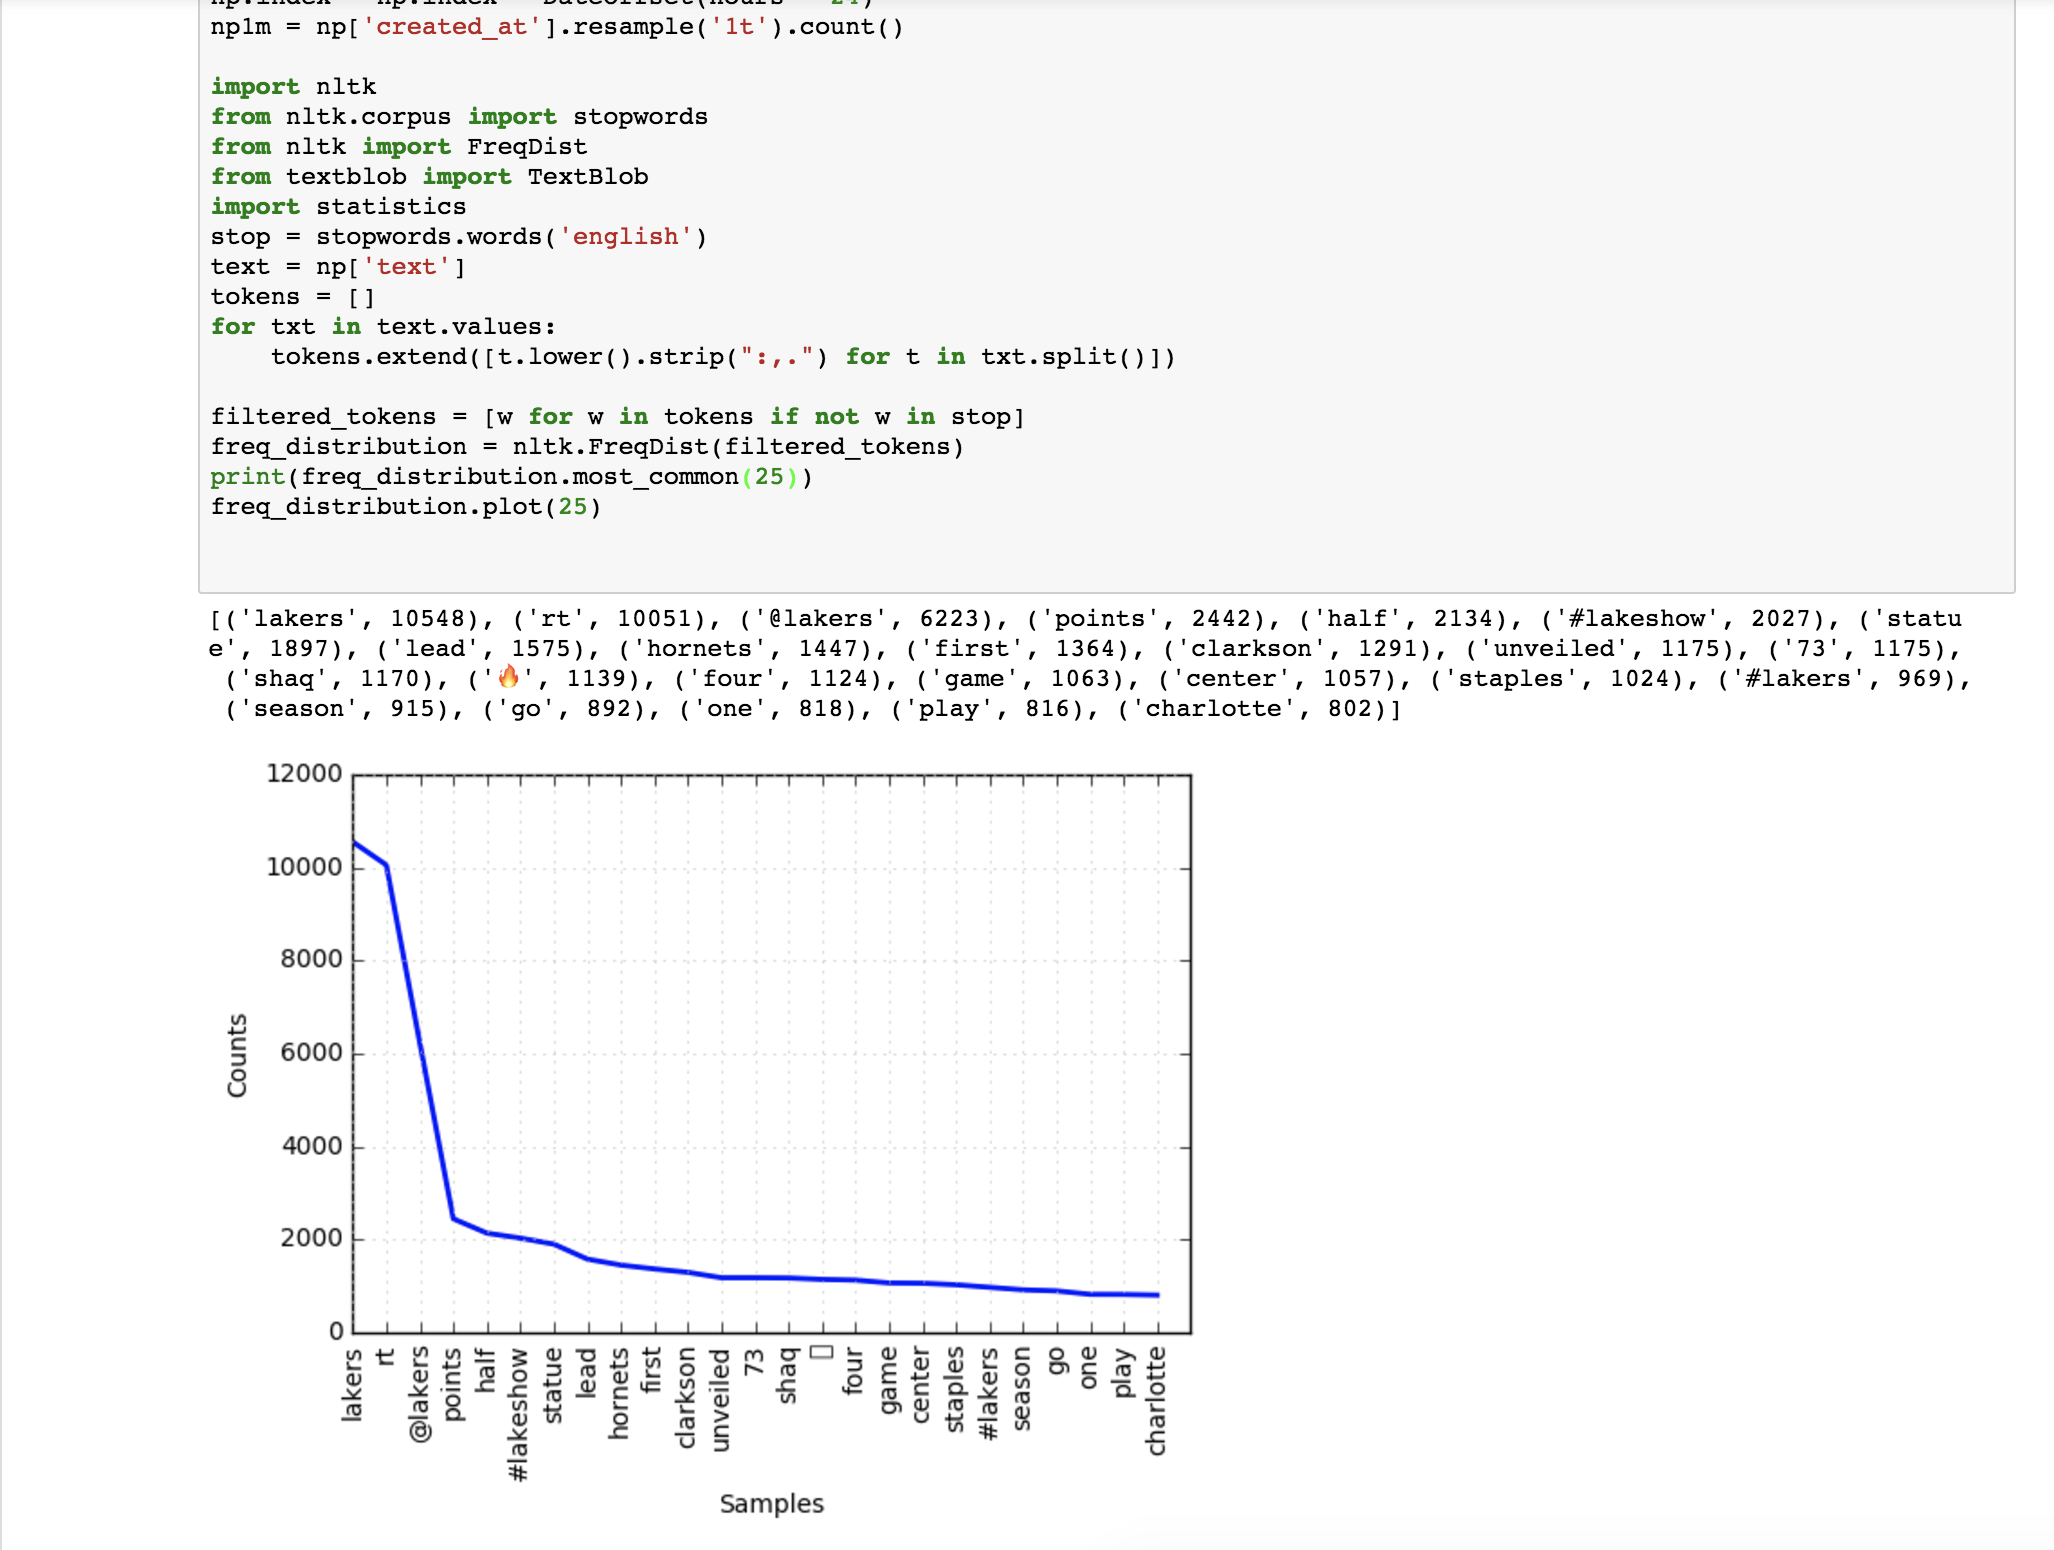 np1m = np['created_at'].resample('1t').count()
import nltk
from nltk.corpus import stopwords
from nltk import FreqDist
from textblob import TextBlob
import statistics
stop = stopwords.words('english')
text = np['text']
tokens = []
for txt in text.values:
    tokens.extend([t.lower().strip(":,.") for t in txt.split()])
filtered_tokens = [w for w in tokens if not w in stop]
freq_distribution = nltk.FreqDist(filtered_tokens)
print(freq_distribution.most_common(25))
freq_distribution.plot(25)
[('lakers', 10548), ('rt', 10051), ('@lakers', 6223), ('points', 2442), ('half', 2134), ('#lakeshow', 2027), ('statu
e', 1897), ('lead', 1575), ('hornets', 1447), ('first', 1364), ('clarkson', 1291), ('unveiled', 1175), ('73', 1175),
('shaq', 1170), ('🔥', 1139), ('four', 1124), ('game', 1063), ('center', 1057), ('staples', 1024), ('#lakers', 969),
('season', 915), ('go', 892), ('one', 818), ('play', 816), ('charlotte', 802)]
12000
10000
8000
6000
4000
2000
0
Counts
lakers
rt
@lakers
points
half
#lakeshow
statue
lead
hornets
first
clarkson
unveiled
73
shaq
four
game
center
staples
#lakers
season
go
one
play
charlotte
Samples